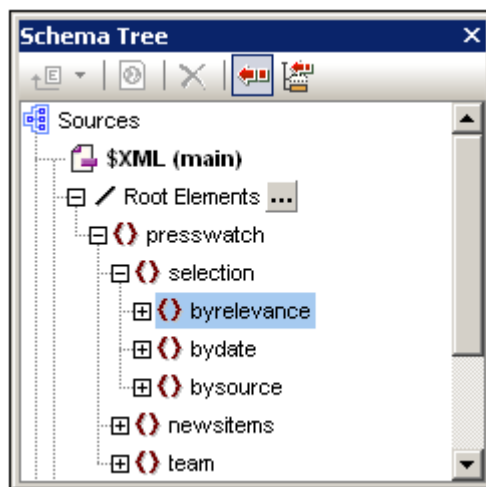 Schema Tree
Sources
$XML (main)
Root Elements ...
presswatch
selection
byrelevance
bydate
bysource
newsitems
team